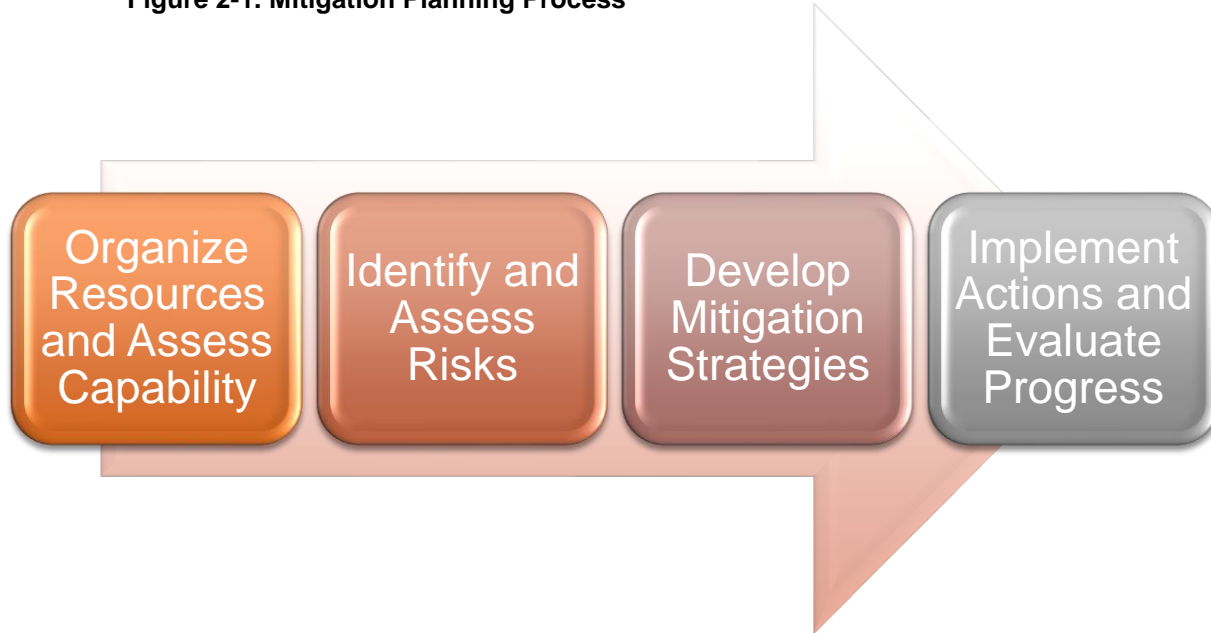 Figure 2-1. Mitigation Planning Process
Organize
Resources
and Assess
Capability
Identify and
Assess
Risks
Develop
Mitigation
Strategies
Implement
Actions and
Evaluate
Progress